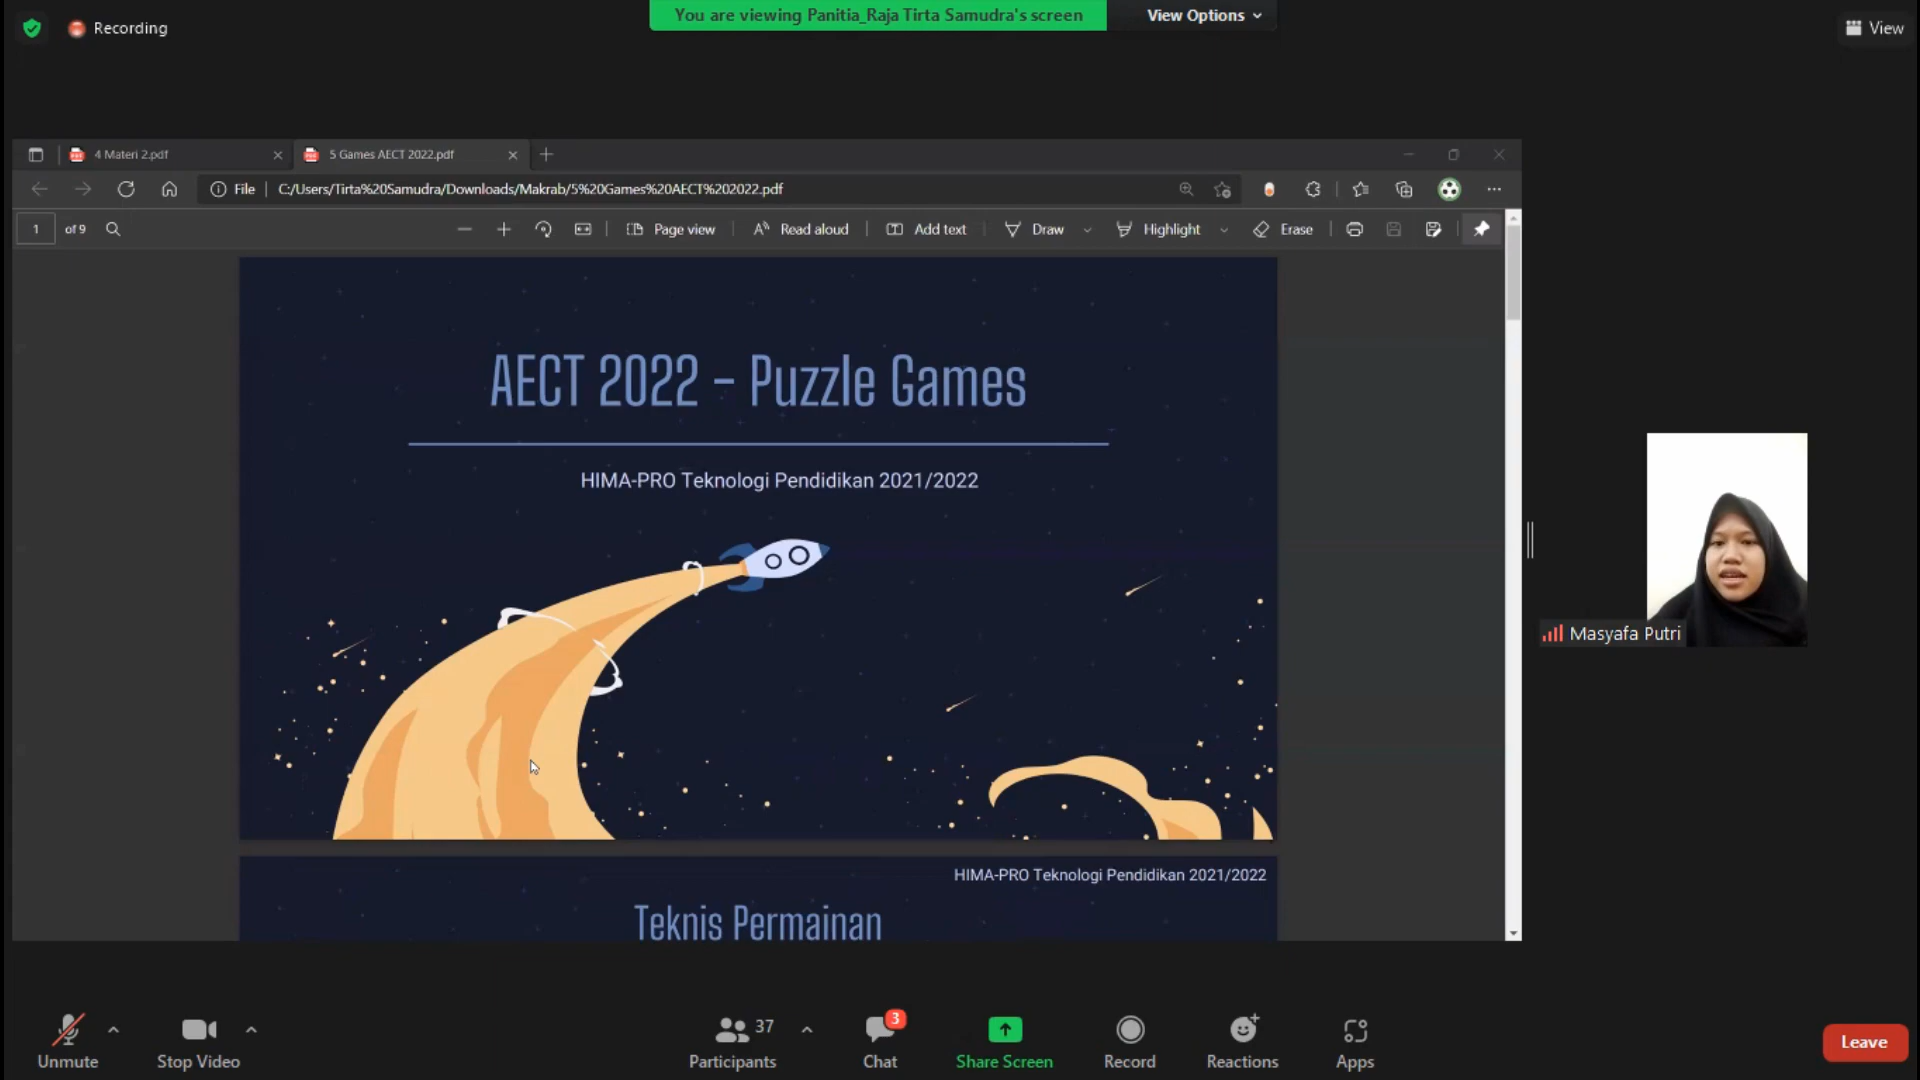 Recording
You are viewing Panitia_Raja Tirta Samudra's screen
View Options
View
4 Materi 2.pdf
5 Games AECT 2022.pdf
File
C:/Users/Tirta%20Samudra/Downloads/Makrab/5%20Games%20AECT%202022.pdf
1 of 9
Page view
Read aloud
Add text
Draw
Highlight
Erase
AECT 2022 - Puzzle Games
HIMA-PRO Teknologi Pendidikan 2021/2022
HIMA-PRO Teknologi Pendidikan 2021/2022
Teknis Permainan
Masyafa Putri
Unmute
Stop Video
37
Participants
3
Chat
Share Screen
Record
Reactions
Apps
Leave